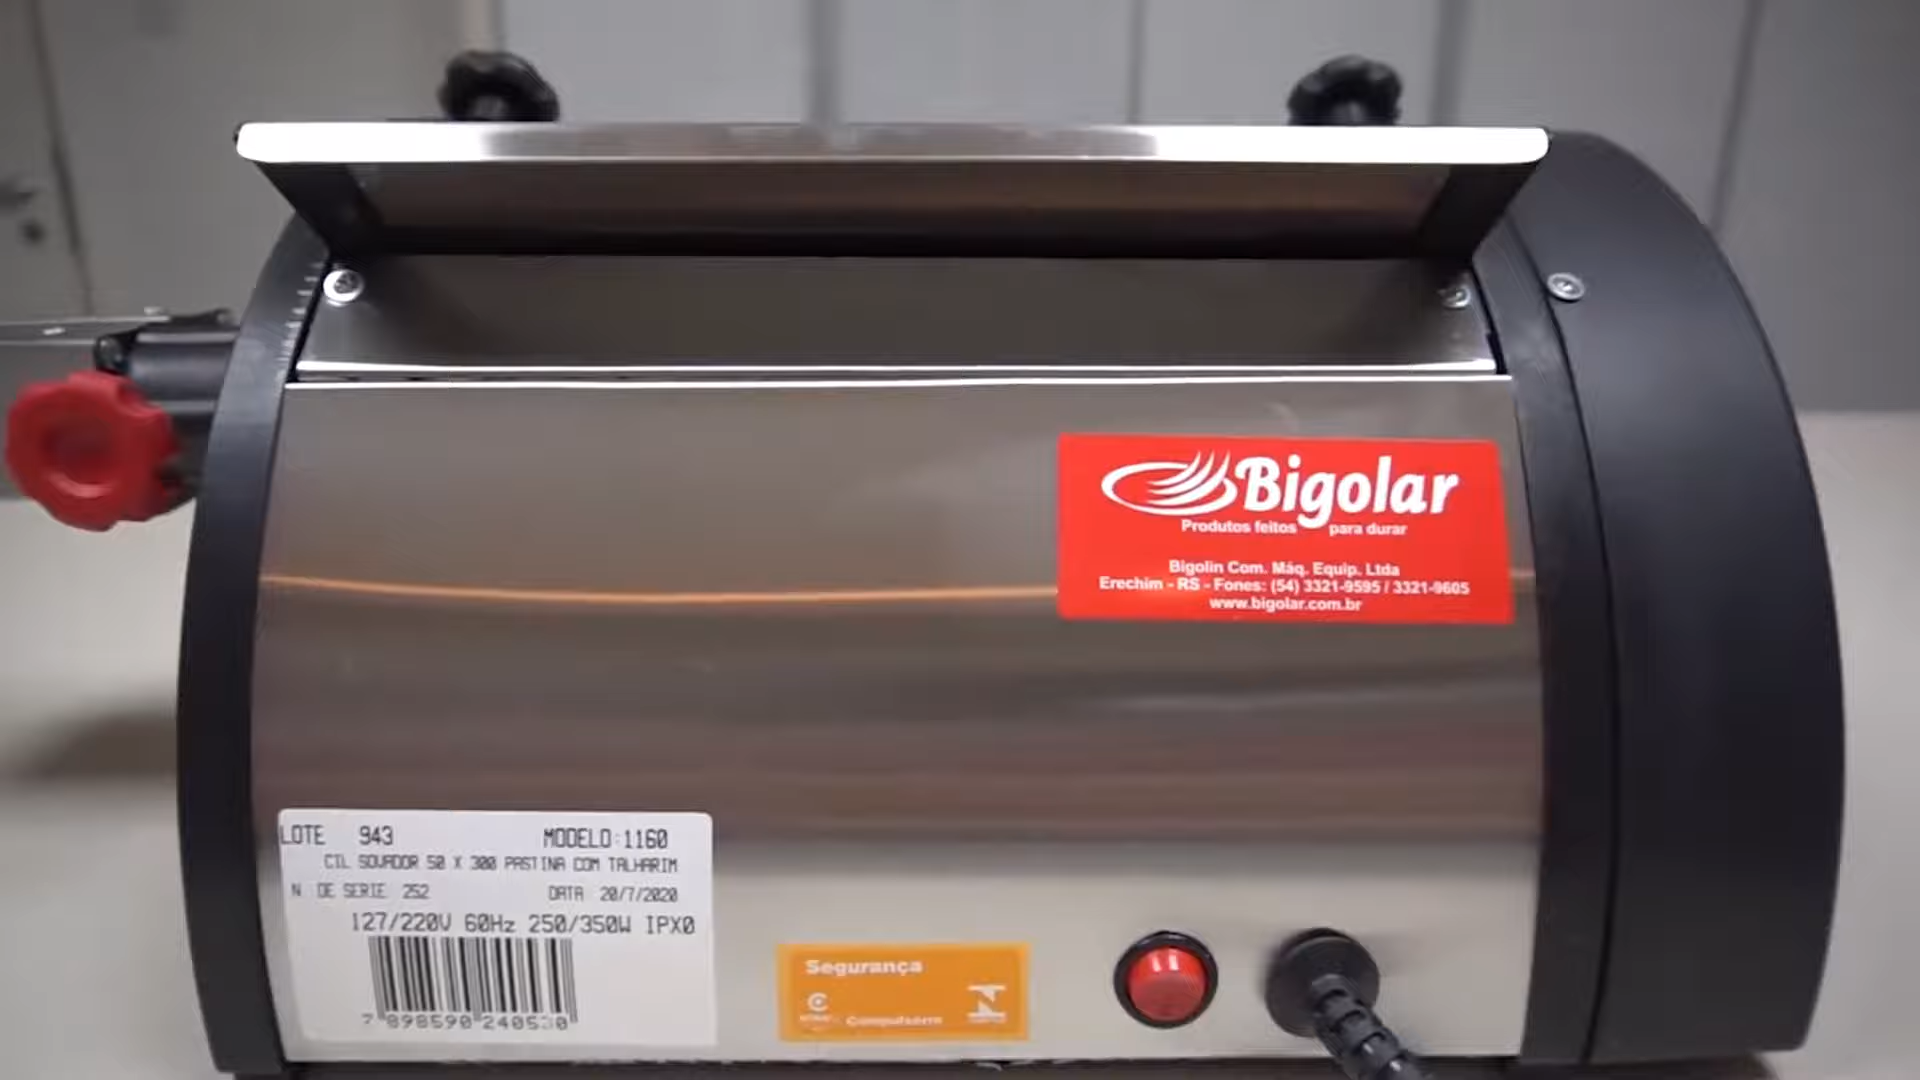 Bigolar
Produtos feitos para durar
Bigolin Com. Máq. Equip. Ltda
Erechim - RS - Fones: (54) 3321-9595 / 3321-9605
www.bigolar.com.br
LOTE 943 MODELO:1160
CIL SOVADOR 50 X 300 PASTINA COM TALHARIM
N DE SERIE 252 DATA 20/7/2020
127/220V 60Hz 250/350W IPX0
7 898590 240530
Segurança
Compulsório